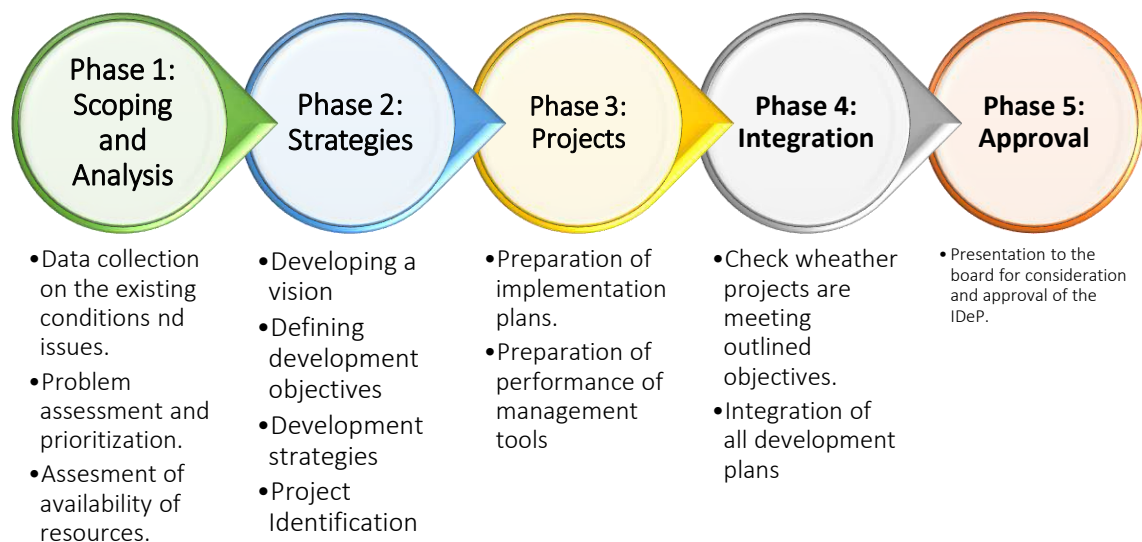 Phase 1:
Scoping
and
Analysis
•Data collection
on the existing
conditions nd
issues.
•Problem
assessment and
prioritization.
•Assesment of
availability of
resources.
Phase 2:
Strategies
•Developing a
vision
•Defining
development
objectives
•Development
strategies
•Project
Identification
Phase 3:
Projects
•Preparation of
implementation
plans.
•Preparation of
performance of
management
tools
Phase 4:
Integration
•Check wheather
projects are
meeting
outlined
objectives.
•Integration of
all development
plans
Phase 5:
Approval
• Presentation to the
board for consideration
and approval of the
IDeP.